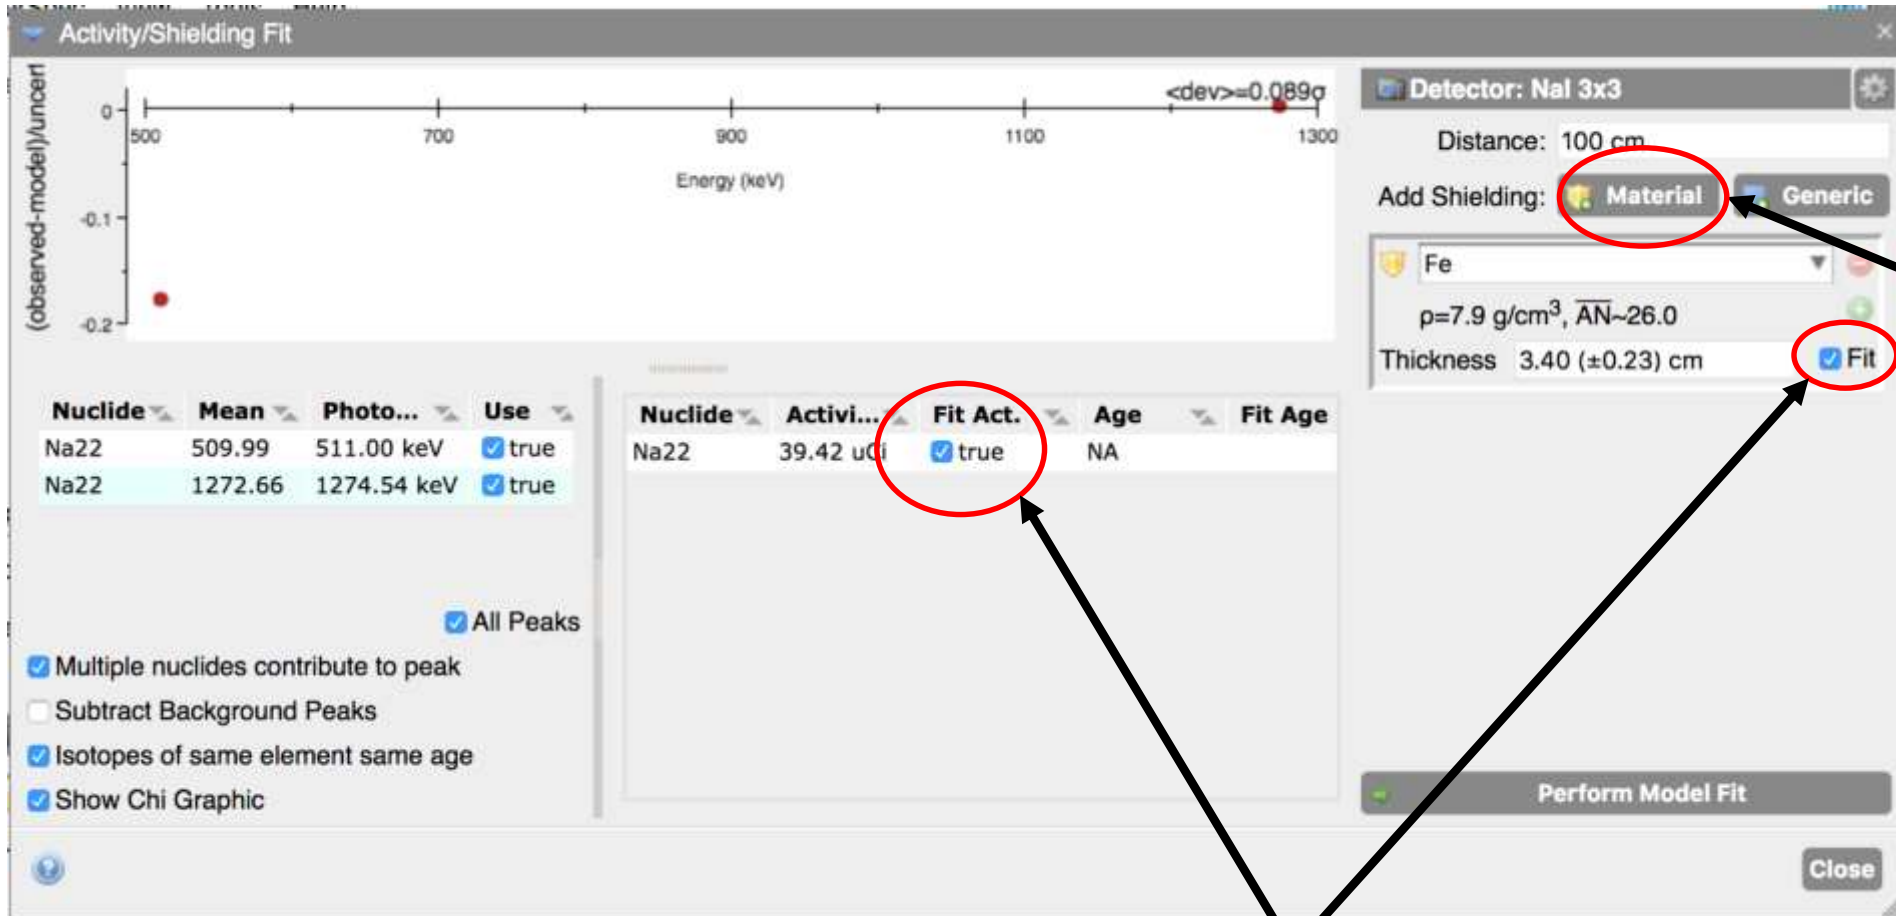 Activity/Shielding Fit
(observed-model)/uncert
<dev>=0.089σ
0
500 700 900 1100 1300
Energy (keV)
-0.1
-0.2
Detector: NaI 3x3
Distance: 100 cm
Add Shielding: Material Generic
Fe
ρ=7.9 g/cm³, AN~26.0
Thickness 3.40 (±0.23) cm Fit
Nuclide Mean Photo... Use
Na22 509.99 511.00 keV true
Na22 1272.66 1274.54 keV true
All Peaks
Multiple nuclides contribute to peak
Subtract Background Peaks
Isotopes of same element same age
Show Chi Graphic
Nuclide Activi... Fit Act. Age Fit Age
Na22 39.42 uCi true NA
Perform Model Fit
Close